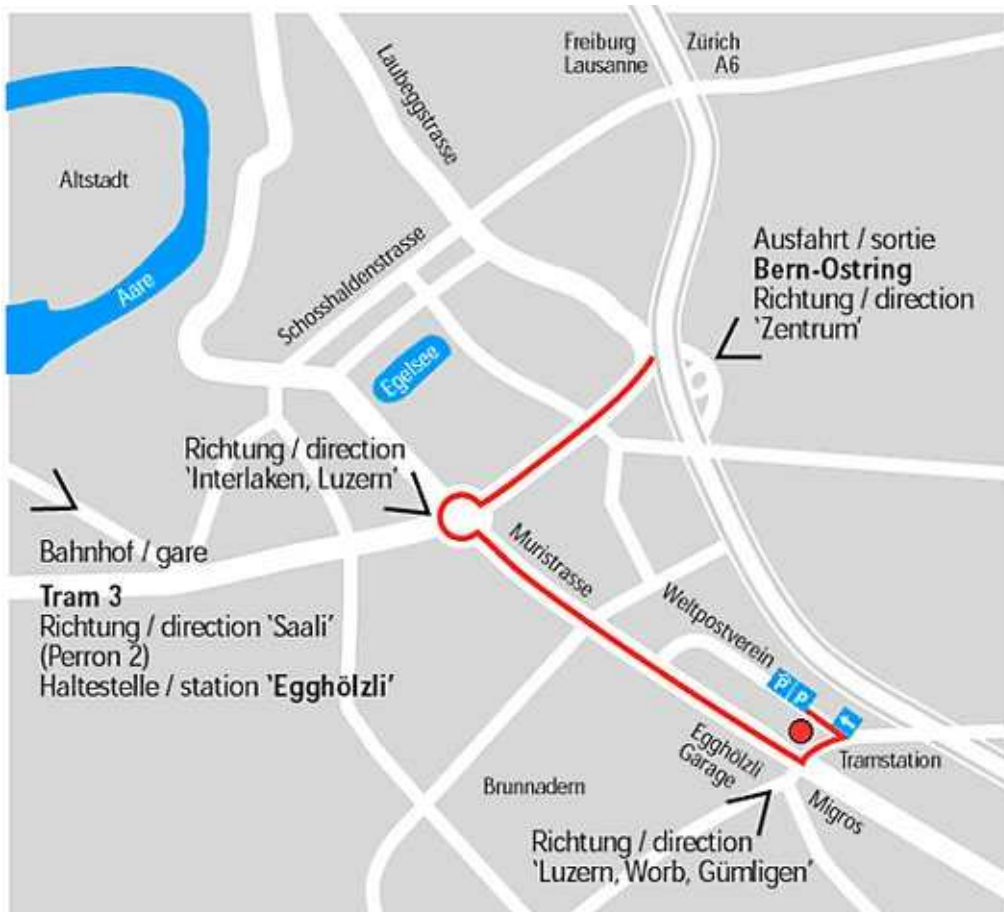 Freiburg
Lausanne
Zürich
A6
Laubeggstrasse
Altstadt
Aare
Schosshaldenstrasse
Egelsee
Ausfahrt / sortie
Bern-Ostring
Richtung / direction
'Zentrum'
Richtung / direction
'Interlaken, Luzern'
Bahnhof / gare
Tram 3
Richtung / direction 'Saali'
(Perron 2)
Haltestelle / station 'Egghölzli'
Muristrasse
Weltpostverein
P P
Egghölzli
Garage
Tramstation
Brunnadern
Migros
Richtung / direction
'Luzern, Worb, Gümligen'